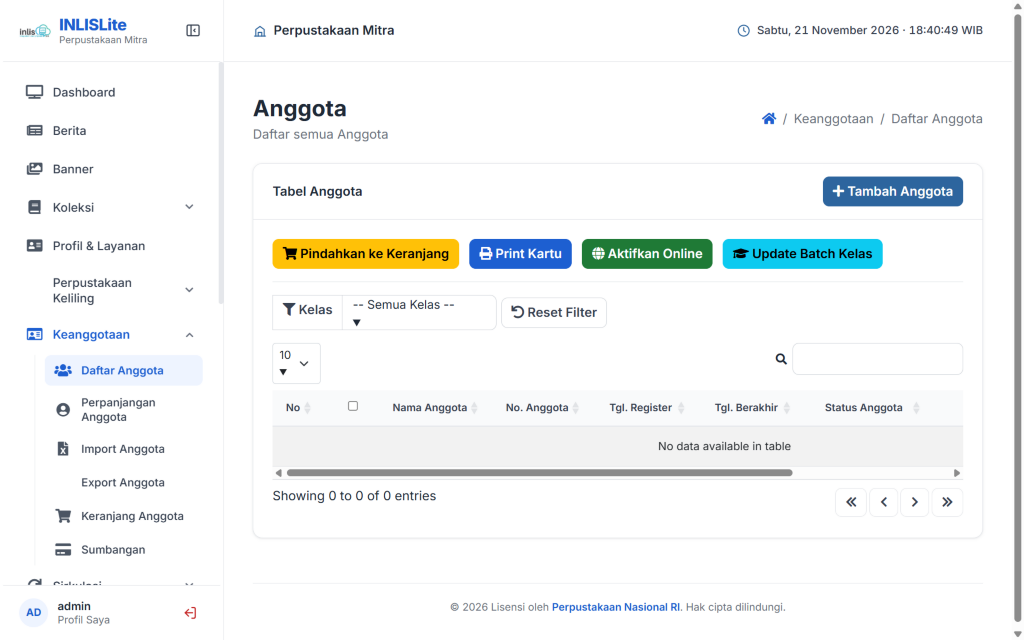 inlis
INLISLite
Perpustakaan Mitra
Perpustakaan Mitra
Sabtu, 21 November 2026 · 18:40:49 WIB
Dashboard
Berita
Banner
Koleksi
Profil & Layanan
Perpustakaan
Keliling
Keanggotaan
Daftar Anggota
Perpanjangan
Anggota
Import Anggota
Export Anggota
Keranjang Anggota
Sumbangan
Sirkulasi
AD
admin
Profil Saya
Anggota
Daftar semua Anggota
/ Keanggotaan / Daftar Anggota
Tabel Anggota
Tambah Anggota
Pindahkan ke Keranjang
Print Kartu
Aktifkan Online
Update Batch Kelas
Kelas
-- Semua Kelas --
Reset Filter
10
No
Nama Anggota
No. Anggota
Tgl. Register
Tgl. Berakhir
Status Anggota
No data available in table
Showing 0 to 0 of 0 entries
© 2026 Lisensi oleh Perpustakaan Nasional RI. Hak cipta dilindungi.